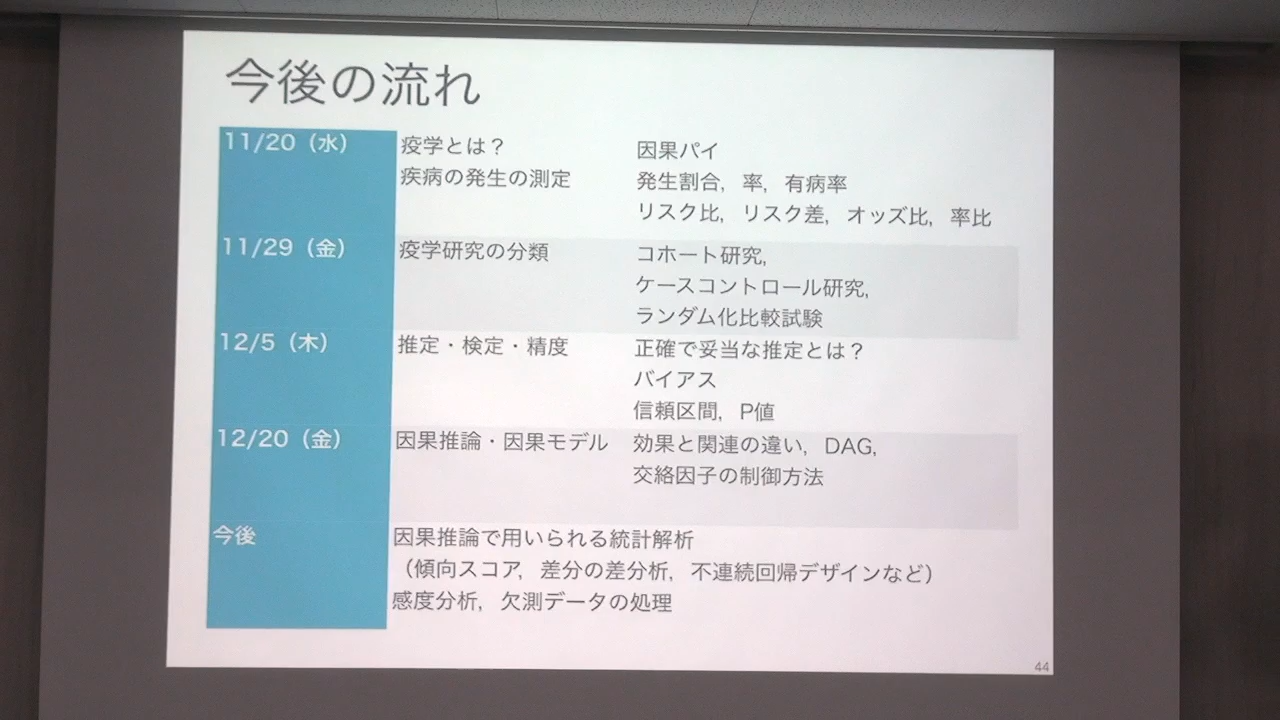 今後の流れ
11/20（水）
疫学とは？
疾病の発生の測定
因果パイ
発生割合，率，有病率
リスク比，リスク差，オッズ比，率比
11/29（金）
疫学研究の分類
コホート研究，
ケースコントロール研究，
ランダム化比較試験
12/5（木）
推定・検定・精度
正確で妥当な推定とは？
バイアス
信頼区間，P値
12/20（金）
因果推論・因果モデル
効果と関連の違い，DAG，
交絡因子の制御方法
今後
因果推論で用いられる統計解析
（傾向スコア，差分の差分析，不連続回帰デザインなど）
感度分析，欠測データの処理
44